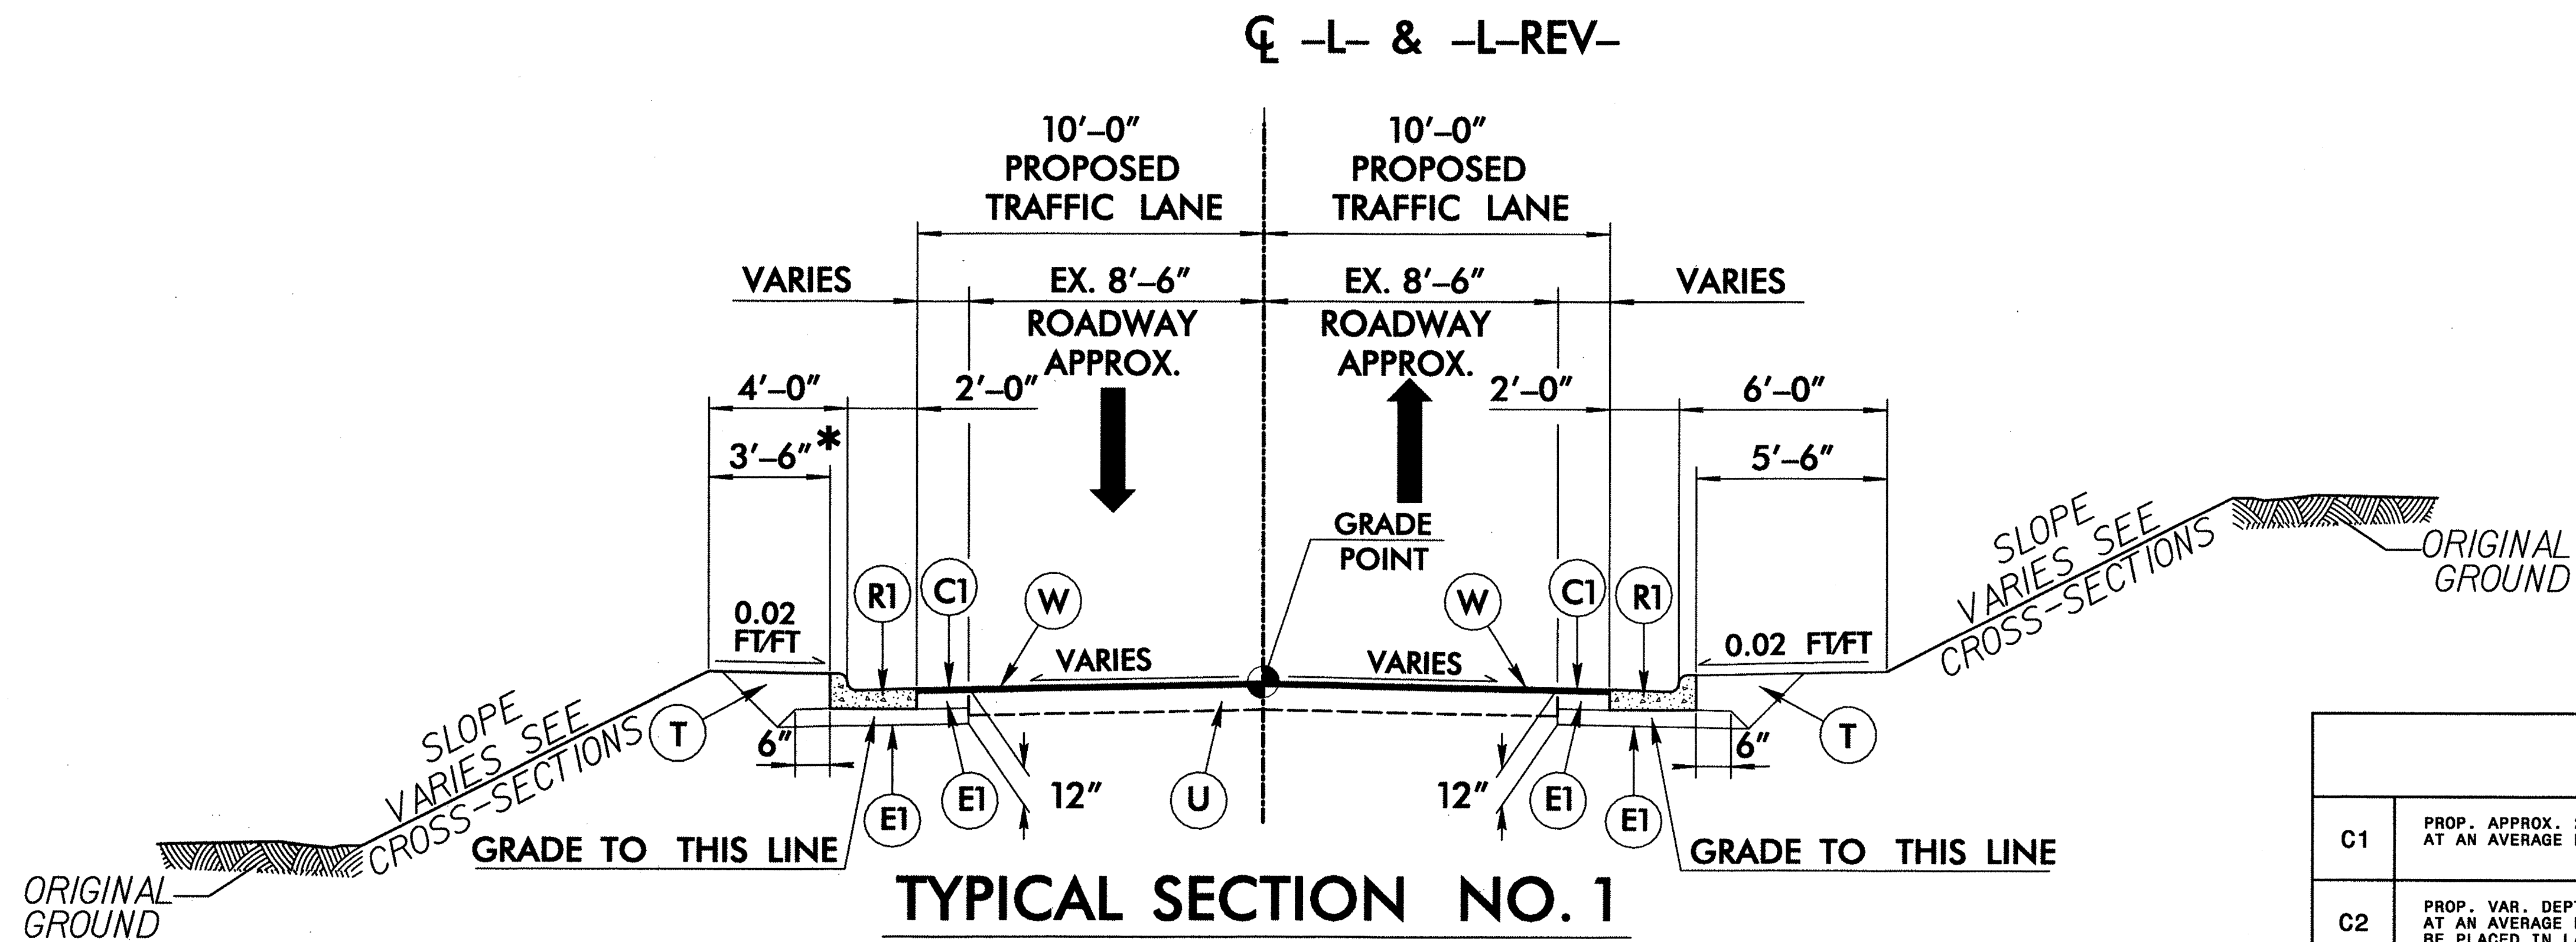 ℄ –L– & –L–REV–
10'–0" 10'–0"
PROPOSED PROPOSED
TRAFFIC LANE TRAFFIC LANE
VARIES EX. 8'–6" EX. 8'–6" VARIES
ROADWAY ROADWAY
APPROX. APPROX.
4'–0" 2'–0" 2'–0" 6'–0"
3'–6"* 5'–6"
GRADE
POINT
R1 C1 W W C1 R1
0.02
FT/FT
VARIES VARIES
0.02 FT/FT
SLOPE
VARIES SEE
CROSS-SECTIONS
SLOPE
VARIES SEE
CROSS-SECTIONS
ORIGINAL
GROUND
T T
6" 6"
E1 E1 12" U 12" E1 E1
GRADE TO THIS LINE GRADE TO THIS LINE
ORIGINAL
GROUND
TYPICAL SECTION NO. 1
C1 PROP. APPROX.
AT AN AVERAGE
C2 PROP. VAR.
AT AN AVERAGE
BE PLACED IN